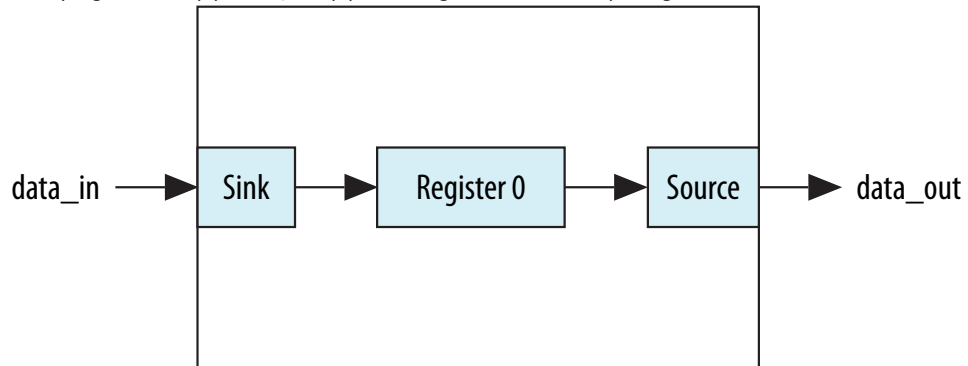 data_in
Sink
Register 0
Source
data_out